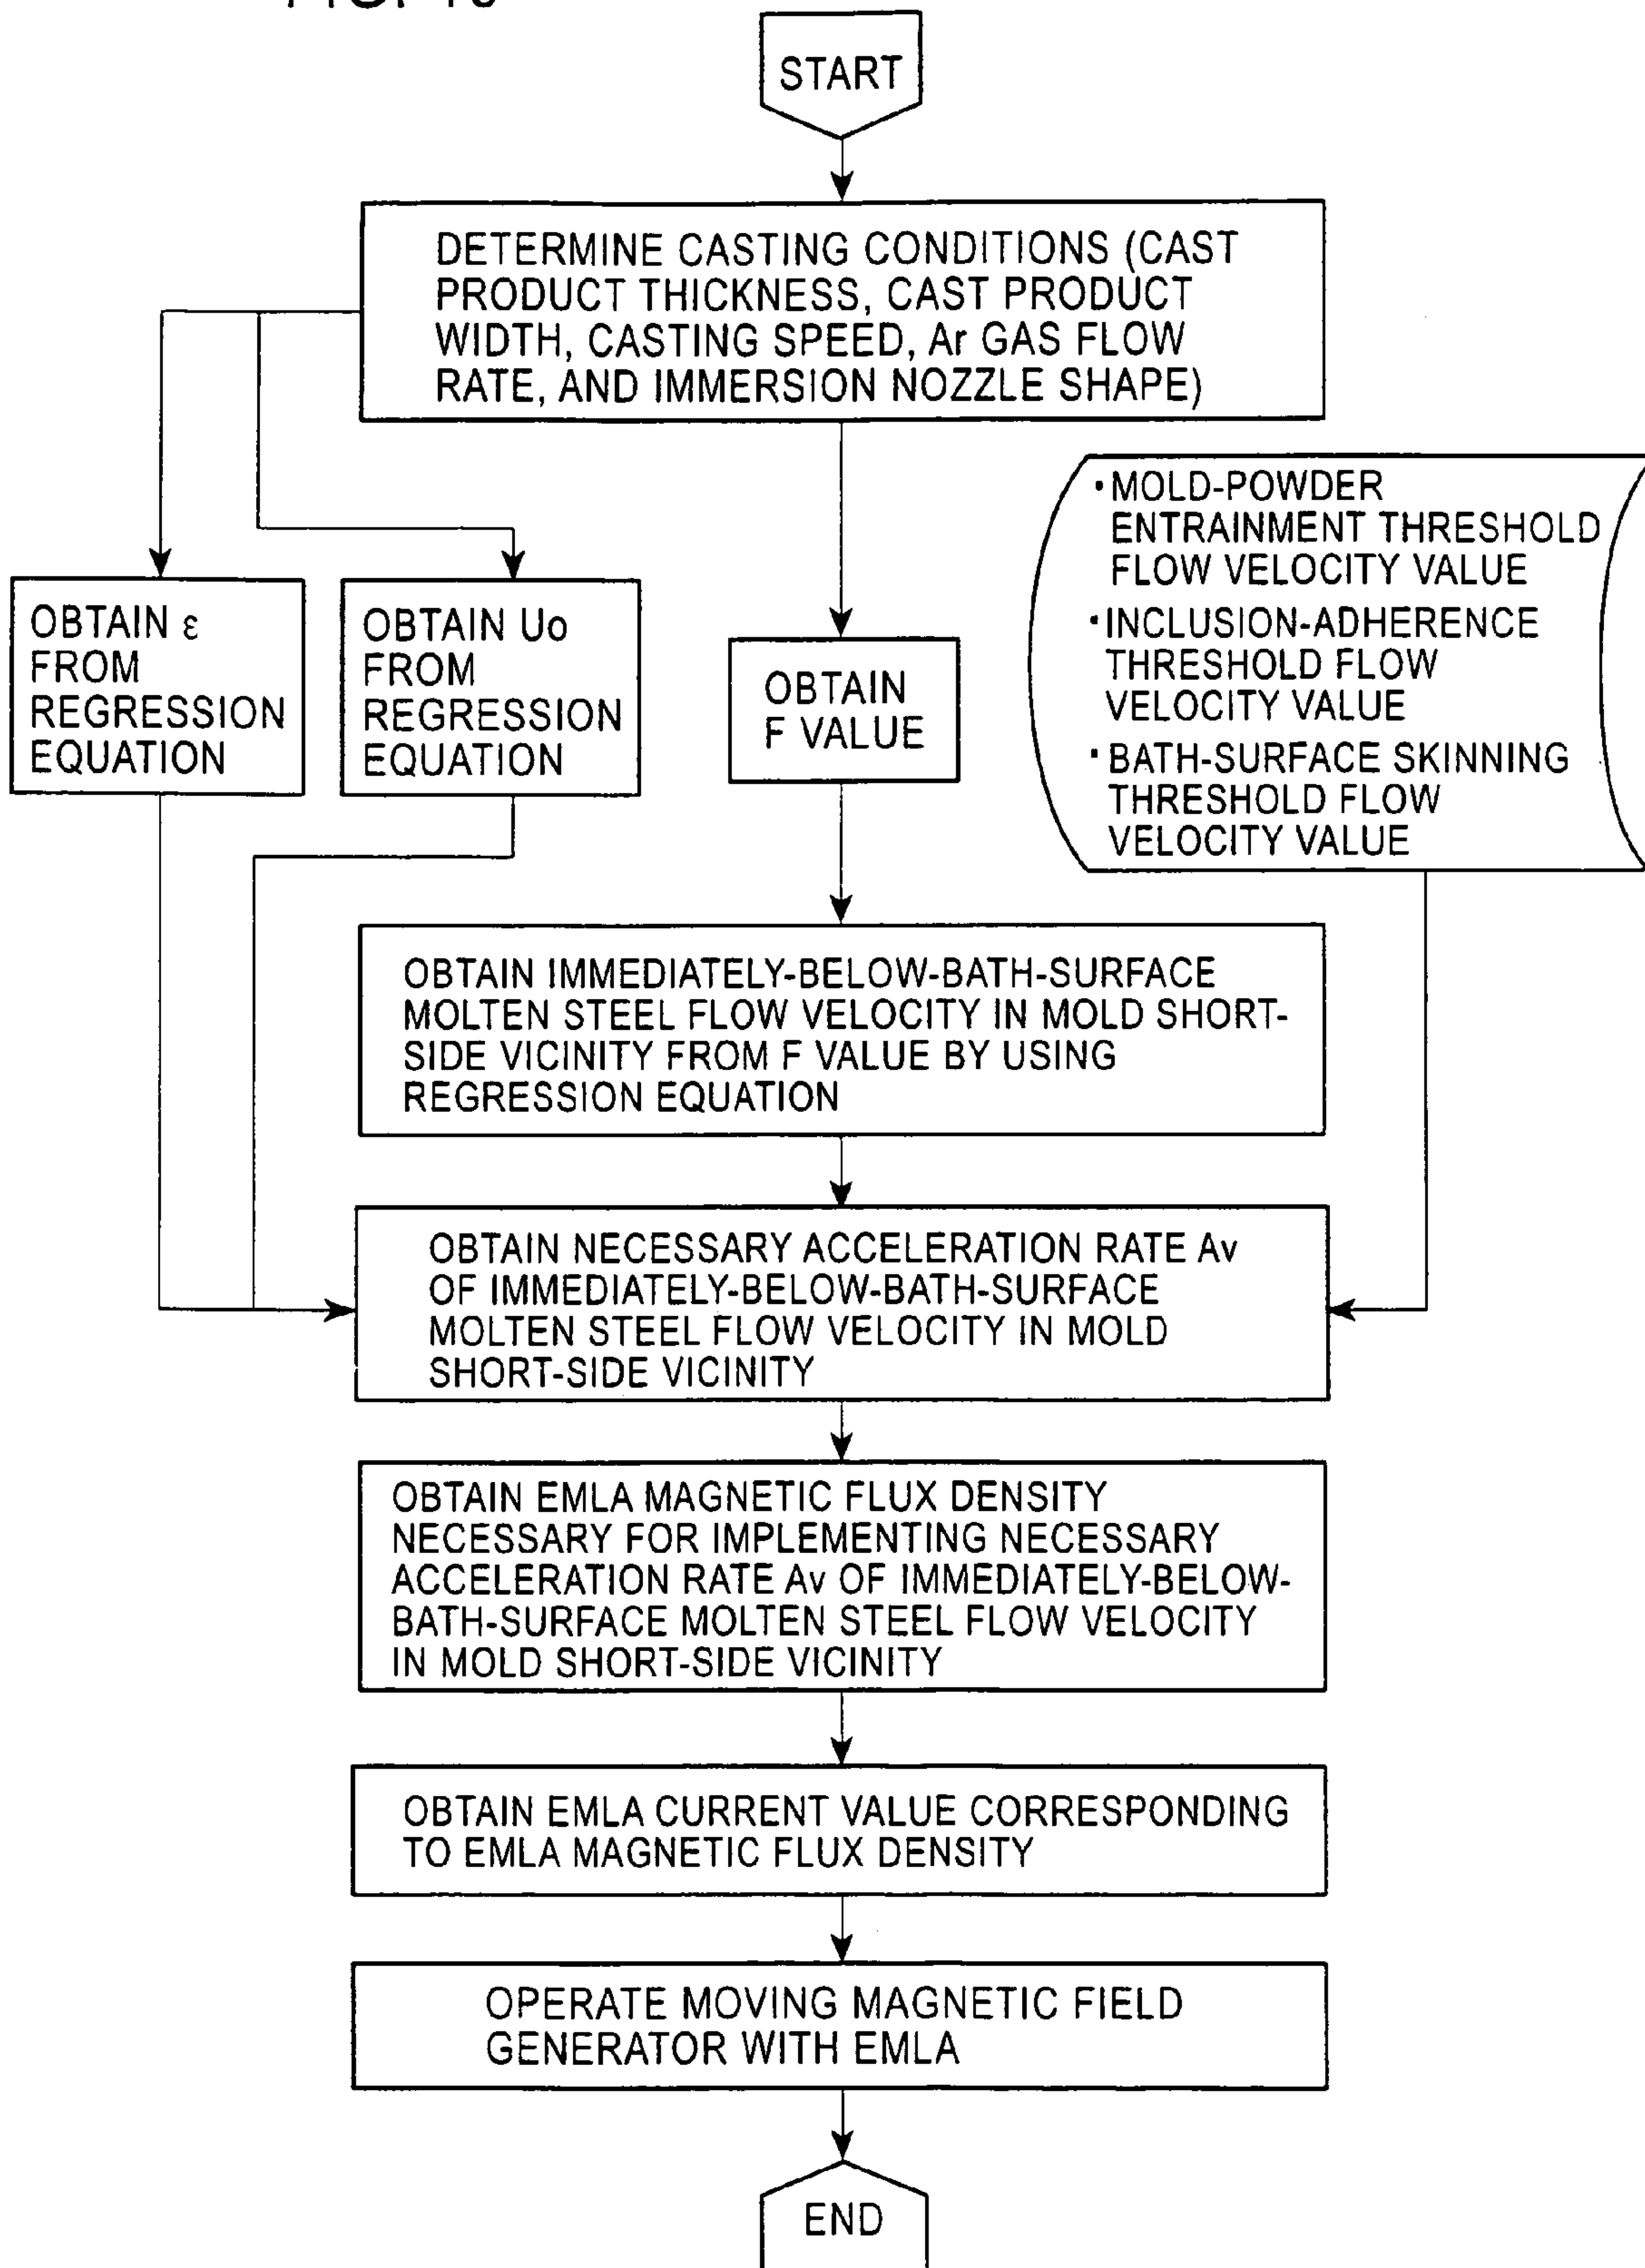 START
DETERMINE CASTING CONDITIONS (CAST
PRODUCT THICKNESS, CAST PRODUCT
WIDTH, CASTING SPEED, Ar GAS FLOW
RATE, AND IMMERSION NOZZLE SHAPE)
OBTAIN ε
FROM
REGRESSION
EQUATION
OBTAIN Uo
FROM
REGRESSION
EQUATION
OBTAIN
F VALUE
・MOLD-POWDER
ENTRAINMENT THRESHOLD
FLOW VELOCITY VALUE
・INCLUSION-ADHERENCE
THRESHOLD FLOW
VELOCITY VALUE
・BATH-SURFACE SKINNING
THRESHOLD FLOW
VELOCITY VALUE
OBTAIN IMMEDIATELY-BELOW-BATH-SURFACE
MOLTEN STEEL FLOW VELOCITY IN MOLD SHORT-
SIDE VICINITY FROM F VALUE BY USING
REGRESSION EQUATION
OBTAIN NECESSARY ACCELERATION RATE Av
OF IMMEDIATELY-BELOW-BATH-SURFACE
MOLTEN STEEL FLOW VELOCITY IN MOLD
SHORT-SIDE VICINITY
OBTAIN EMLA MAGNETIC FLUX DENSITY
NECESSARY FOR IMPLEMENTING NECESSARY
ACCELERATION RATE Av OF IMMEDIATELY-BELOW-
BATH-SURFACE MOLTEN STEEL FLOW VELOCITY
IN MOLD SHORT-SIDE VICINITY
OBTAIN EMLA CURRENT VALUE CORRESPONDING
TO EMLA MAGNETIC FLUX DENSITY
OPERATE MOVING MAGNETIC FIELD
GENERATOR WITH EMLA
END